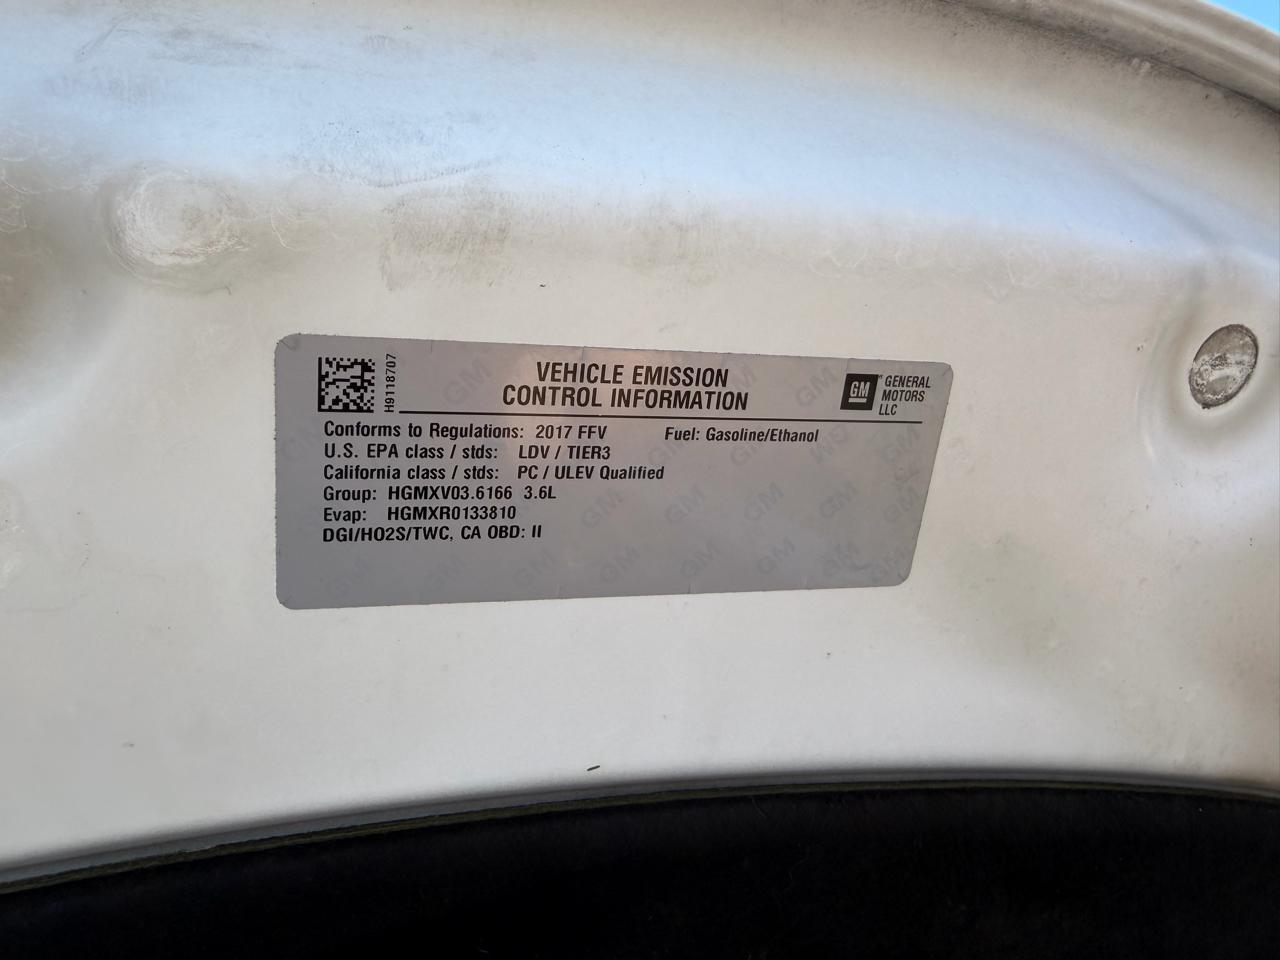 H9118707
VEHICLE EMISSION
CONTROL INFORMATION
GM
GENERAL
MOTORS
LLC
Conforms to Regulations: 2017 FFV Fuel: Gasoline/Ethanol
U.S. EPA class / stds: LDV / TIER3
California class / stds: PC / ULEV Qualified
Group: HGMXV03.6166 3.6L
Evap: HGMXR0133810
DGI/HO2S/TWC, CA OBD: II